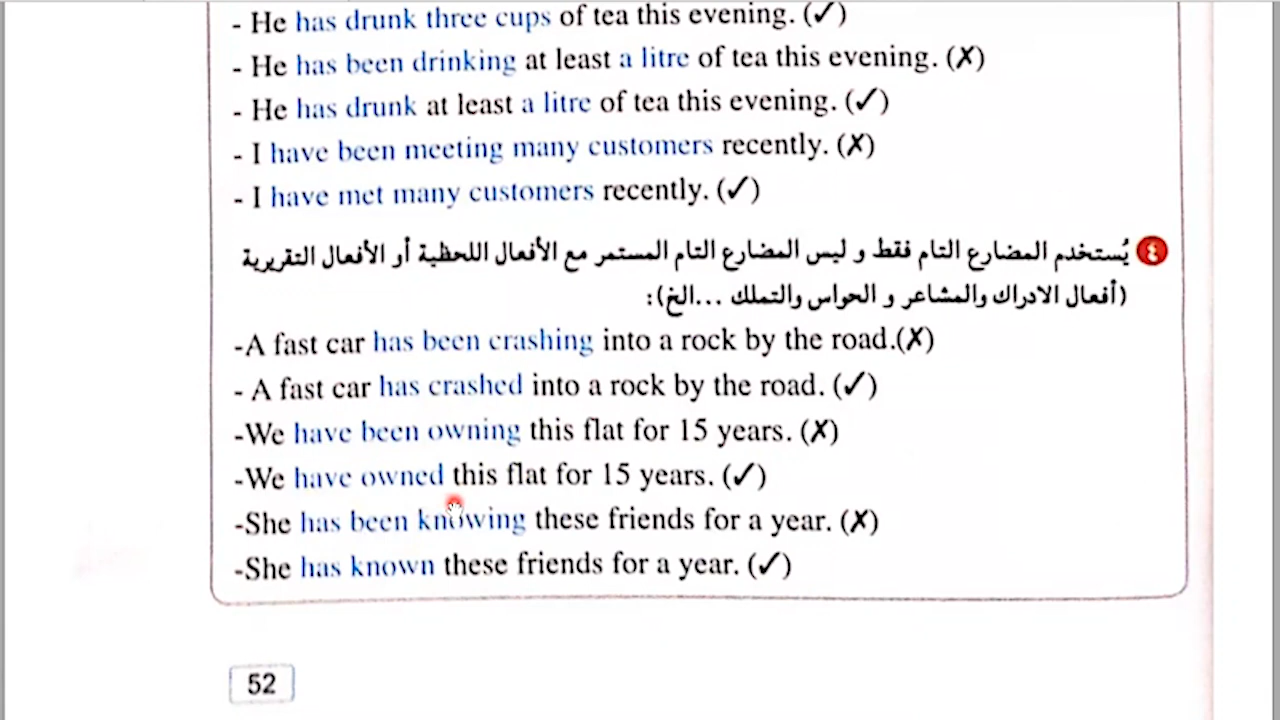 - He has drunk three cups of tea this evening. (✓)
- He has been drinking at least a litre of tea this evening. (✗)
- He has drunk at least a litre of tea this evening. (✓)
- I have been meeting many customers recently. (✗)
- I have met many customers recently. (✓)
٤ يُستخدم المضارع التام فقط و ليس المضارع التام المستمر مع الأفعال اللحظية أو الأفعال التقريرية
(أفعال الادراك والمشاعر و الحواس والتملك ...الخ):
-A fast car has been crashing into a rock by the road.(✗)
- A fast car has crashed into a rock by the road. (✓)
-We have been owning this flat for 15 years. (✗)
-We have owned this flat for 15 years. (✓)
-She has been knowing these friends for a year. (✗)
-She has known these friends for a year. (✓)
52